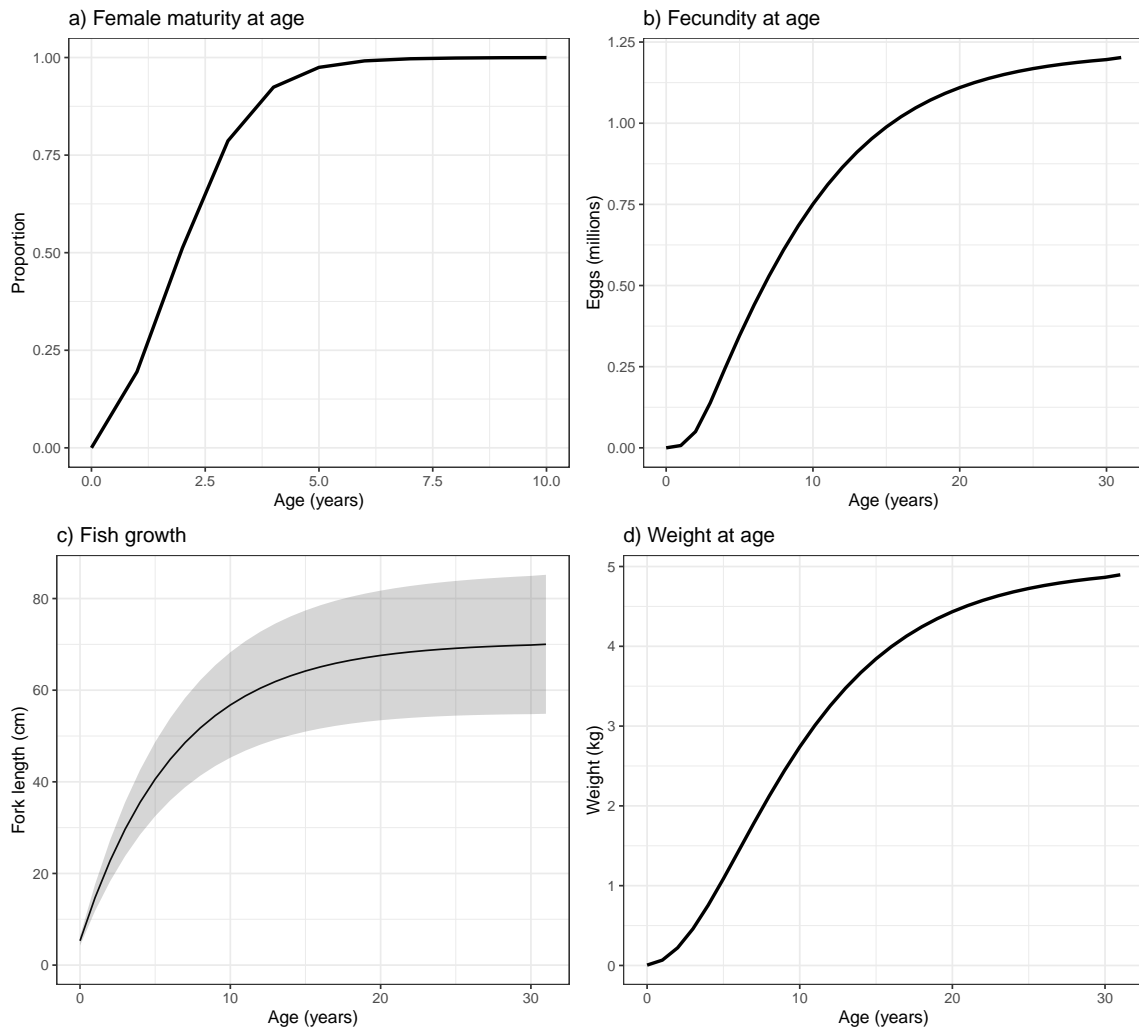 a) Female maturity at age
1.00
0.75
0.50
0.25
0.00
Proportion
0.0 2.5 5.0 7.5 10.0
Age (years)
b) Fecundity at age
1.25
1.00
0.75
0.50
0.25
0.00
Eggs (millions)
0 10 20 30
Age (years)
c) Fish growth
80
60
40
20
0
Fork length (cm)
0 10 20 30
Age (years)
d) Weight at age
5
4
3
2
1
0
Weight (kg)
0 10 20 30
Age (years)